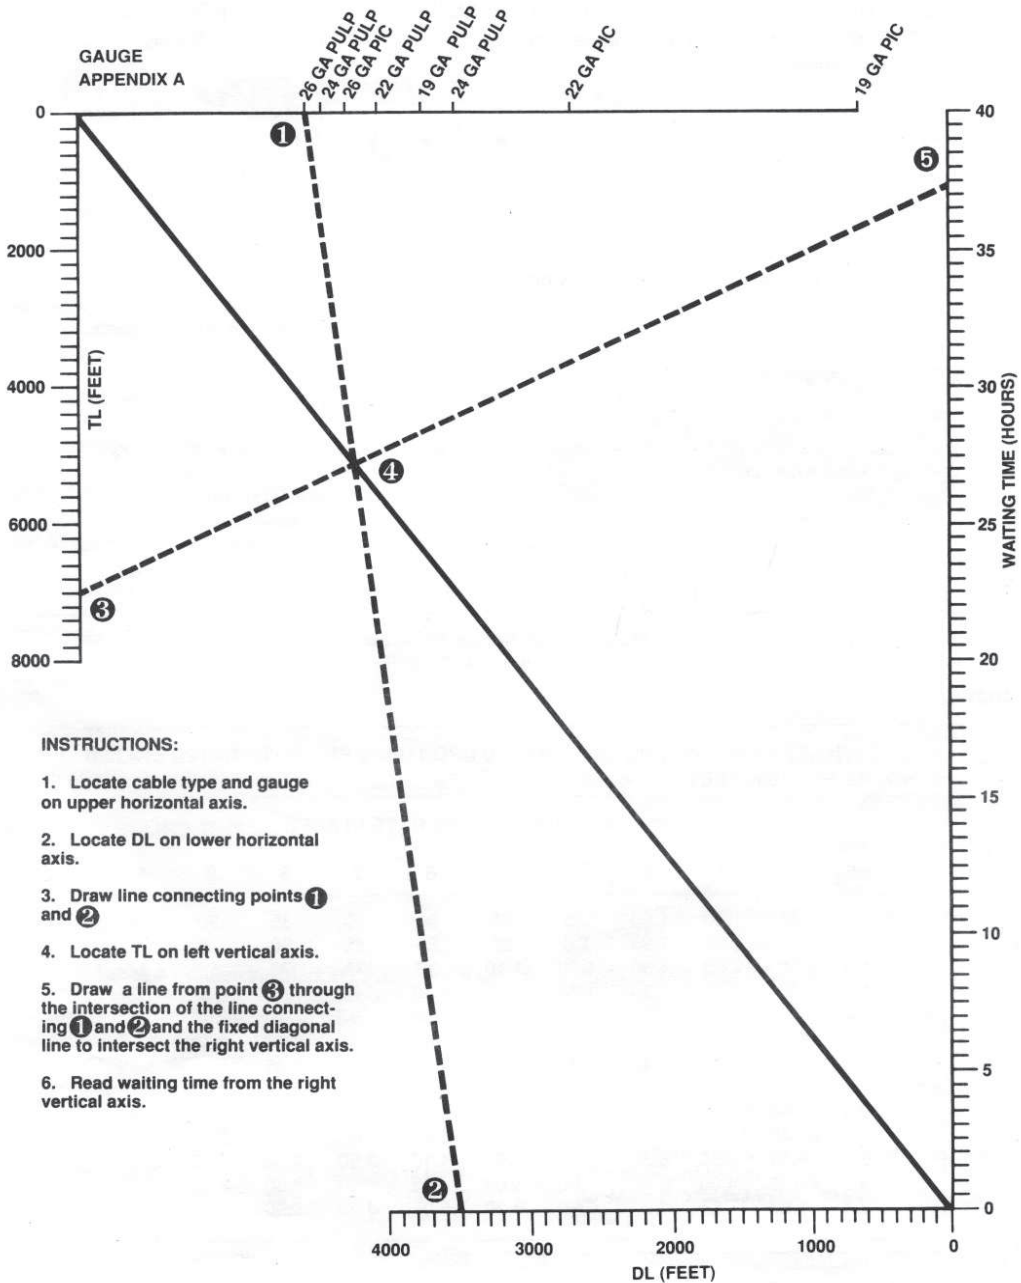 GAUGE
APPENDIX A
26 GA PULP
24 GA PULP
26 GA PIC
22 GA PULP
19 GA PULP
24 GA PULP
22 GA PIC
19 GA PIC
0
2000
4000
6000
8000
TL (FEET)
40
35
30
25
20
15
10
5
0
WAITING TIME (HOURS)
1
5
4
3
2
INSTRUCTIONS:
1. Locate cable type and gauge
on upper horizontal axis.
2. Locate DL on lower horizontal
axis.
3. Draw line connecting points 1
and 2
4. Locate TL on left vertical axis.
5. Draw a line from point 3 through
the intersection of the line connect-
ing 1 and 2 and the fixed diagonal
line to intersect the right vertical axis.
6. Read waiting time from the right
vertical axis.
4000
3000
2000
1000
0
DL (FEET)